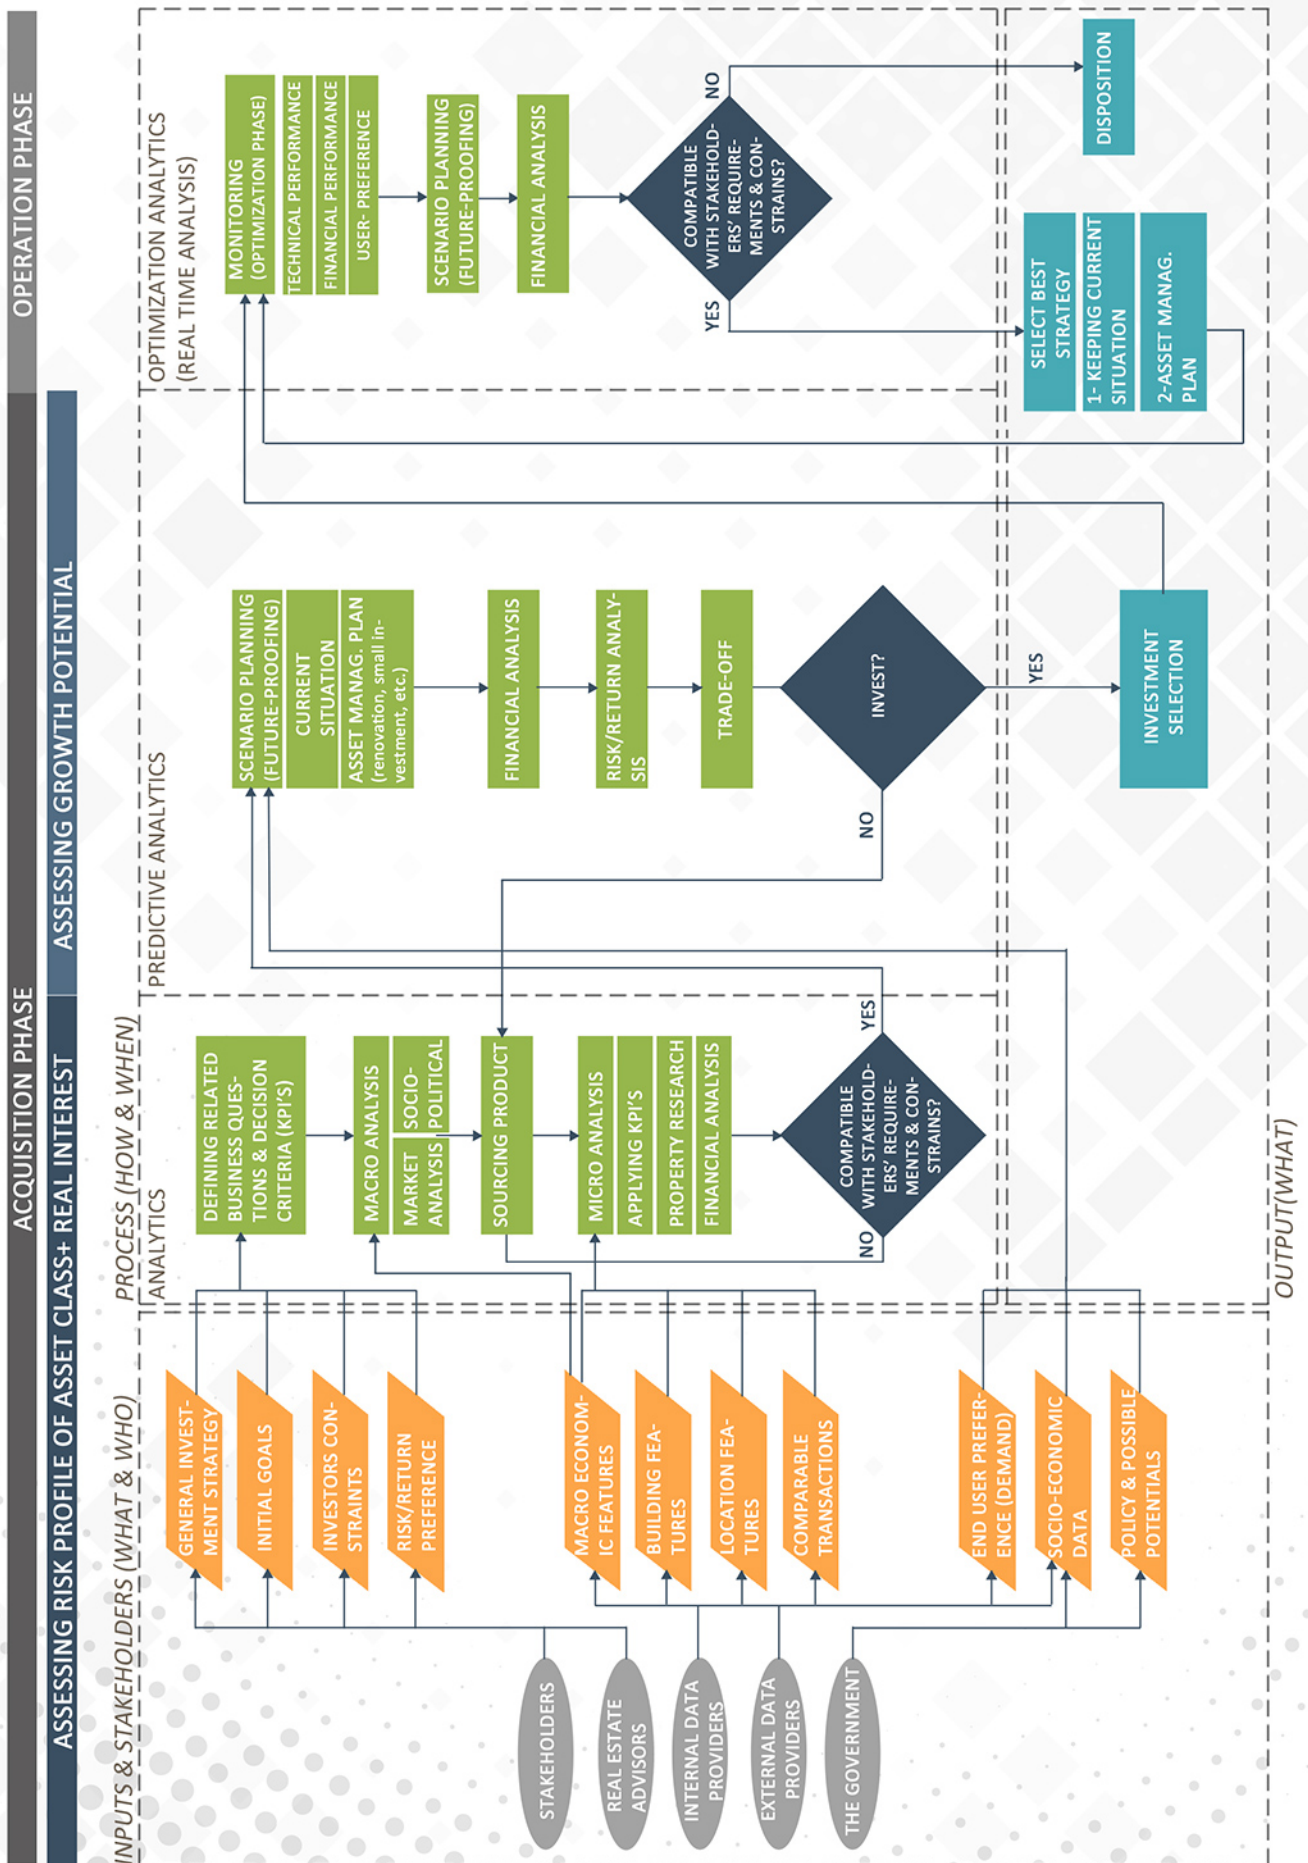 ACQUISITION PHASE
OPERATION PHASE
ASSESSING RISK PROFILE OF ASSET CLASS+ REAL INTEREST
ASSESSING GROWTH POTENTIAL
INPUTS & STAKEHOLDERS (WHAT & WHO)
PROCESS (HOW & WHEN)
ANALYTICS
PREDICTIVE ANALYTICS
OPTIMIZATION ANALYTICS
(REAL TIME ANALYSIS)
STAKEHOLDERS
REAL ESTATE
ADVISORS
INTERNAL DATA
PROVIDERS
EXTERNAL DATA
PROVIDERS
THE GOVERNMENT
GENERAL INVEST-
MENT STRATEGY
INITIAL GOALS
INVESTORS CON-
STRAINTS
RISK/RETURN
PREFERENCE
MACRO ECONOM-
IC FEATURES
BUILDING FEA-
TURES
LOCATION FEA-
TURES
COMPARABLE
TRANSACTIONS
END USER PREFER-
ENCE (DEMAND)
SOCIO-ECONOMIC
DATA
POLICY & POSSIBLE
POTENTIALS
DEFINING RELATED
BUSINESS QUES-
TIONS & DECISION
CRITERIA (KPI'S)
MACRO ANALYSIS
MARKET
ANALYSIS
SOCIO-
POLITICAL
SOURCING PRODUCT
MICRO ANALYSIS
APPLYING KPI'S
PROPERTY RESEARCH
FINANCIAL ANALYSIS
COMPATIBLE
WITH STAKEHOLD-
ERS' REQUIRE-
MENTS & CON-
STRAINS?
NO
YES
SCENARIO PLANNING
(FUTURE-PROOFING)
CURRENT
SITUATION
ASSET MANAG. PLAN
(renovation, small in-
vestment, etc.)
FINANCIAL ANALYSIS
RISK/RETURN ANALY-
SIS
TRADE-OFF
INVEST?
NO
YES
INVESTMENT
SELECTION
MONITORING
(OPTIMIZATION PHASE)
TECHNICAL PERFORMANCE
FINANCIAL PERFORMANCE
USER- PREFERENCE
SCENARIO PLANNING
(FUTURE-PROOFING)
FINANCIAL ANALYSIS
COMPATIBLE
WITH STAKEHOLD-
ERS' REQUIRE-
MENTS & CON-
STRAINS?
YES
NO
SELECT BEST
STRATEGY
1- KEEPING CURRENT
SITUATION
2-ASSET MANAG.
PLAN
DISPOSITION
OUTPUT(WHAT)